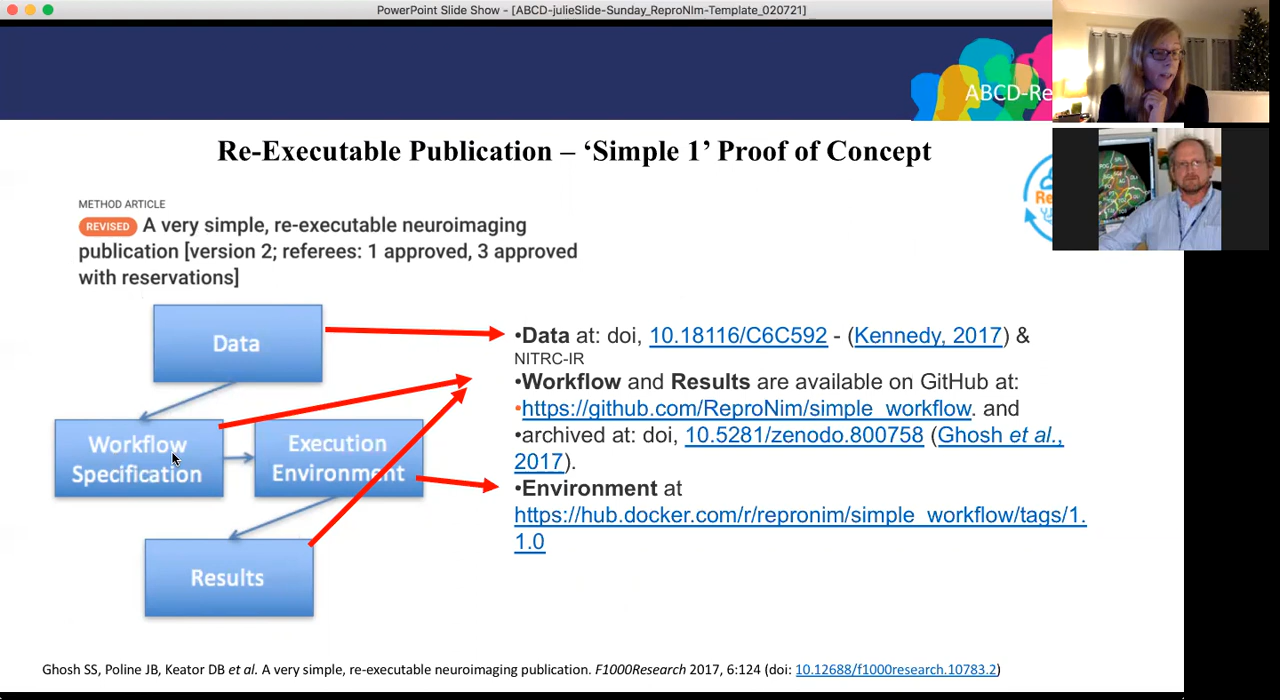 PowerPoint Slide Show - [ABCD-julieSlide-Sunday_ReproNIm-Template_020721]
ABCD-Re
Re-Executable Publication – ‘Simple 1’ Proof of Concept
METHOD ARTICLE
REVISED A very simple, re-executable neuroimaging
publication [version 2; referees: 1 approved, 3 approved
with reservations]
Data
Workflow
Specification
Execution
Environment
Results
•Data at: doi, 10.18116/C6C592 - (Kennedy, 2017) &
NITRC-IR
•Workflow and Results are available on GitHub at:
•https://github.com/ReproNim/simple_workflow. and
•archived at: doi, 10.5281/zenodo.800758 (Ghosh et al.,
2017).
•Environment at
https://hub.docker.com/r/repronim/simple_workflow/tags/1.
1.0
Re
Ghosh SS, Poline JB, Keator DB et al. A very simple, re-executable neuroimaging publication. F1000Research 2017, 6:124 (doi: 10.12688/f1000research.10783.2)